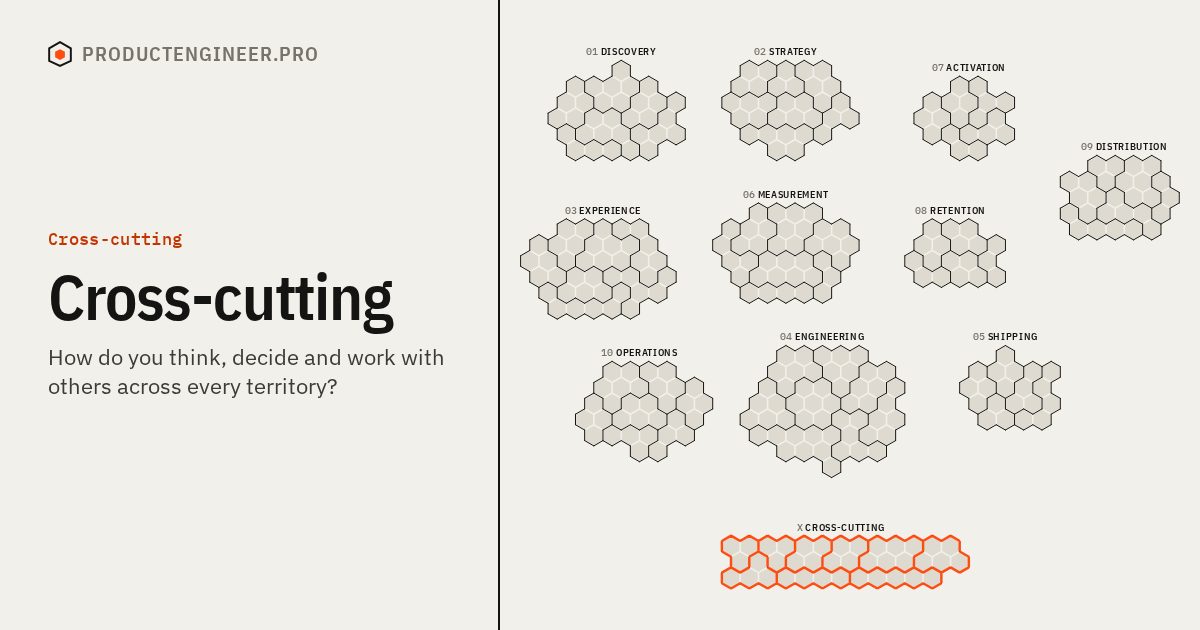 PRODUCTENGINEER.PRO
Cross-cutting
Cross-cutting
How do you think, decide and work with
others across every territory?
01 DISCOVERY
02 STRATEGY
07 ACTIVATION
09 DISTRIBUTION
03 EXPERIENCE
06 MEASUREMENT
08 RETENTION
10 OPERATIONS
04 ENGINEERING
05 SHIPPING
X CROSS-CUTTING